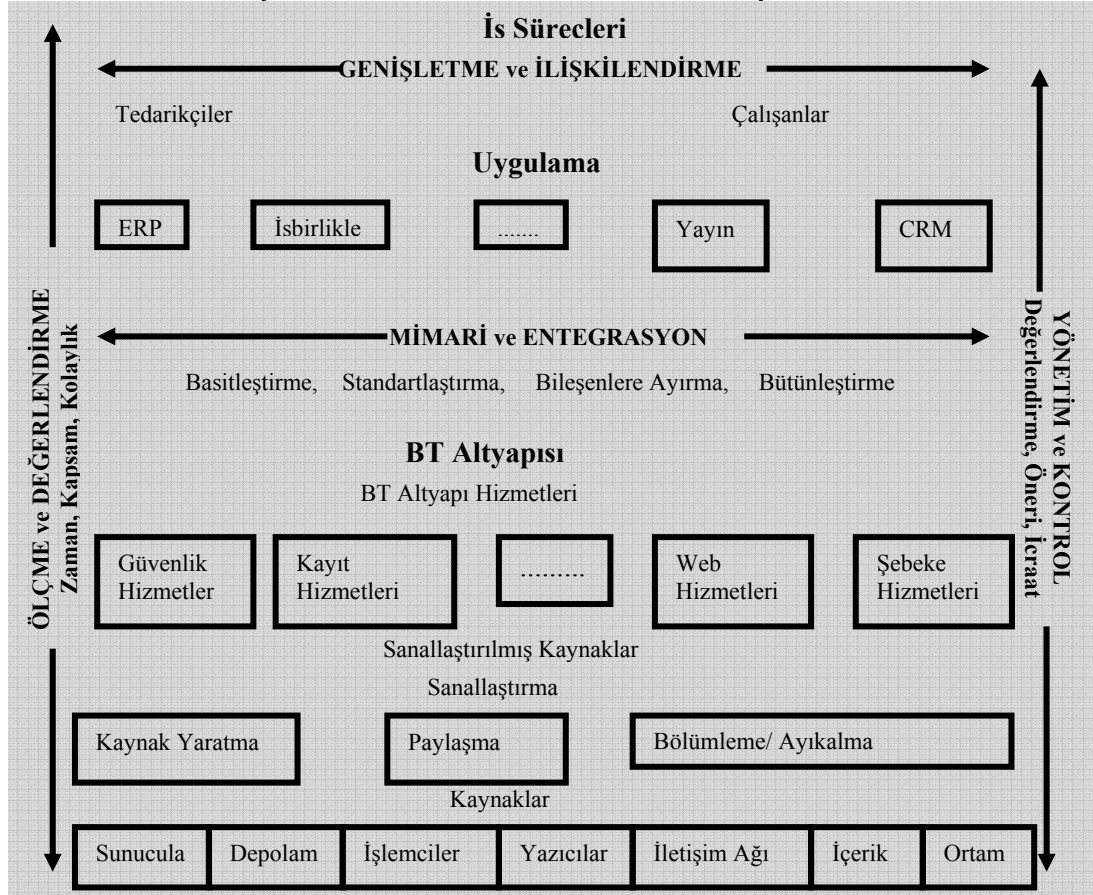 İs Sürecleri
GENİŞLETME ve İLİŞKİLENDİRME
Tedarikçiler
Çalışanlar
Uygulama
ERP
İsbirlikle
.......
Yayın
CRM
MİMARİ ve ENTEGRASYON
Basitleştirme, Standartlaştırma, Bileşenlere Ayırma, Bütünleştirme
BT Altyapısı
BT Altyapı Hizmetleri
Güvenlik
Hizmetler
Kayıt
Hizmetleri
.........
Web
Hizmetleri
Şebeke
Hizmetleri
Sanallaştırılmış Kaynaklar
Sanallaştırma
Kaynak Yaratma
Paylaşma
Bölümleme/ Ayıkalma
Kaynaklar
Sunucula
Depolam
İşlemciler
Yazıcılar
İletişim Ağı
İçerik
Ortam
ÖLÇME ve DEĞERLENDİRME
Zaman, Kapsam, Kolaylık
YÖNETİM ve KONTROL
Değerlendirme, Öneri, İcraat